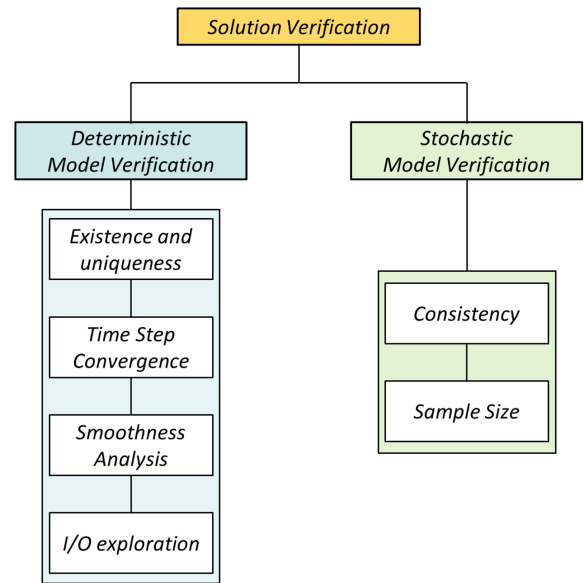 Solution Verification
Deterministic
Model Verification
Existence and
uniqueness
Time Step
Convergence
Smoothness
Analysis
I/O exploration
Stochastic
Model Verification
Consistency
Sample Size